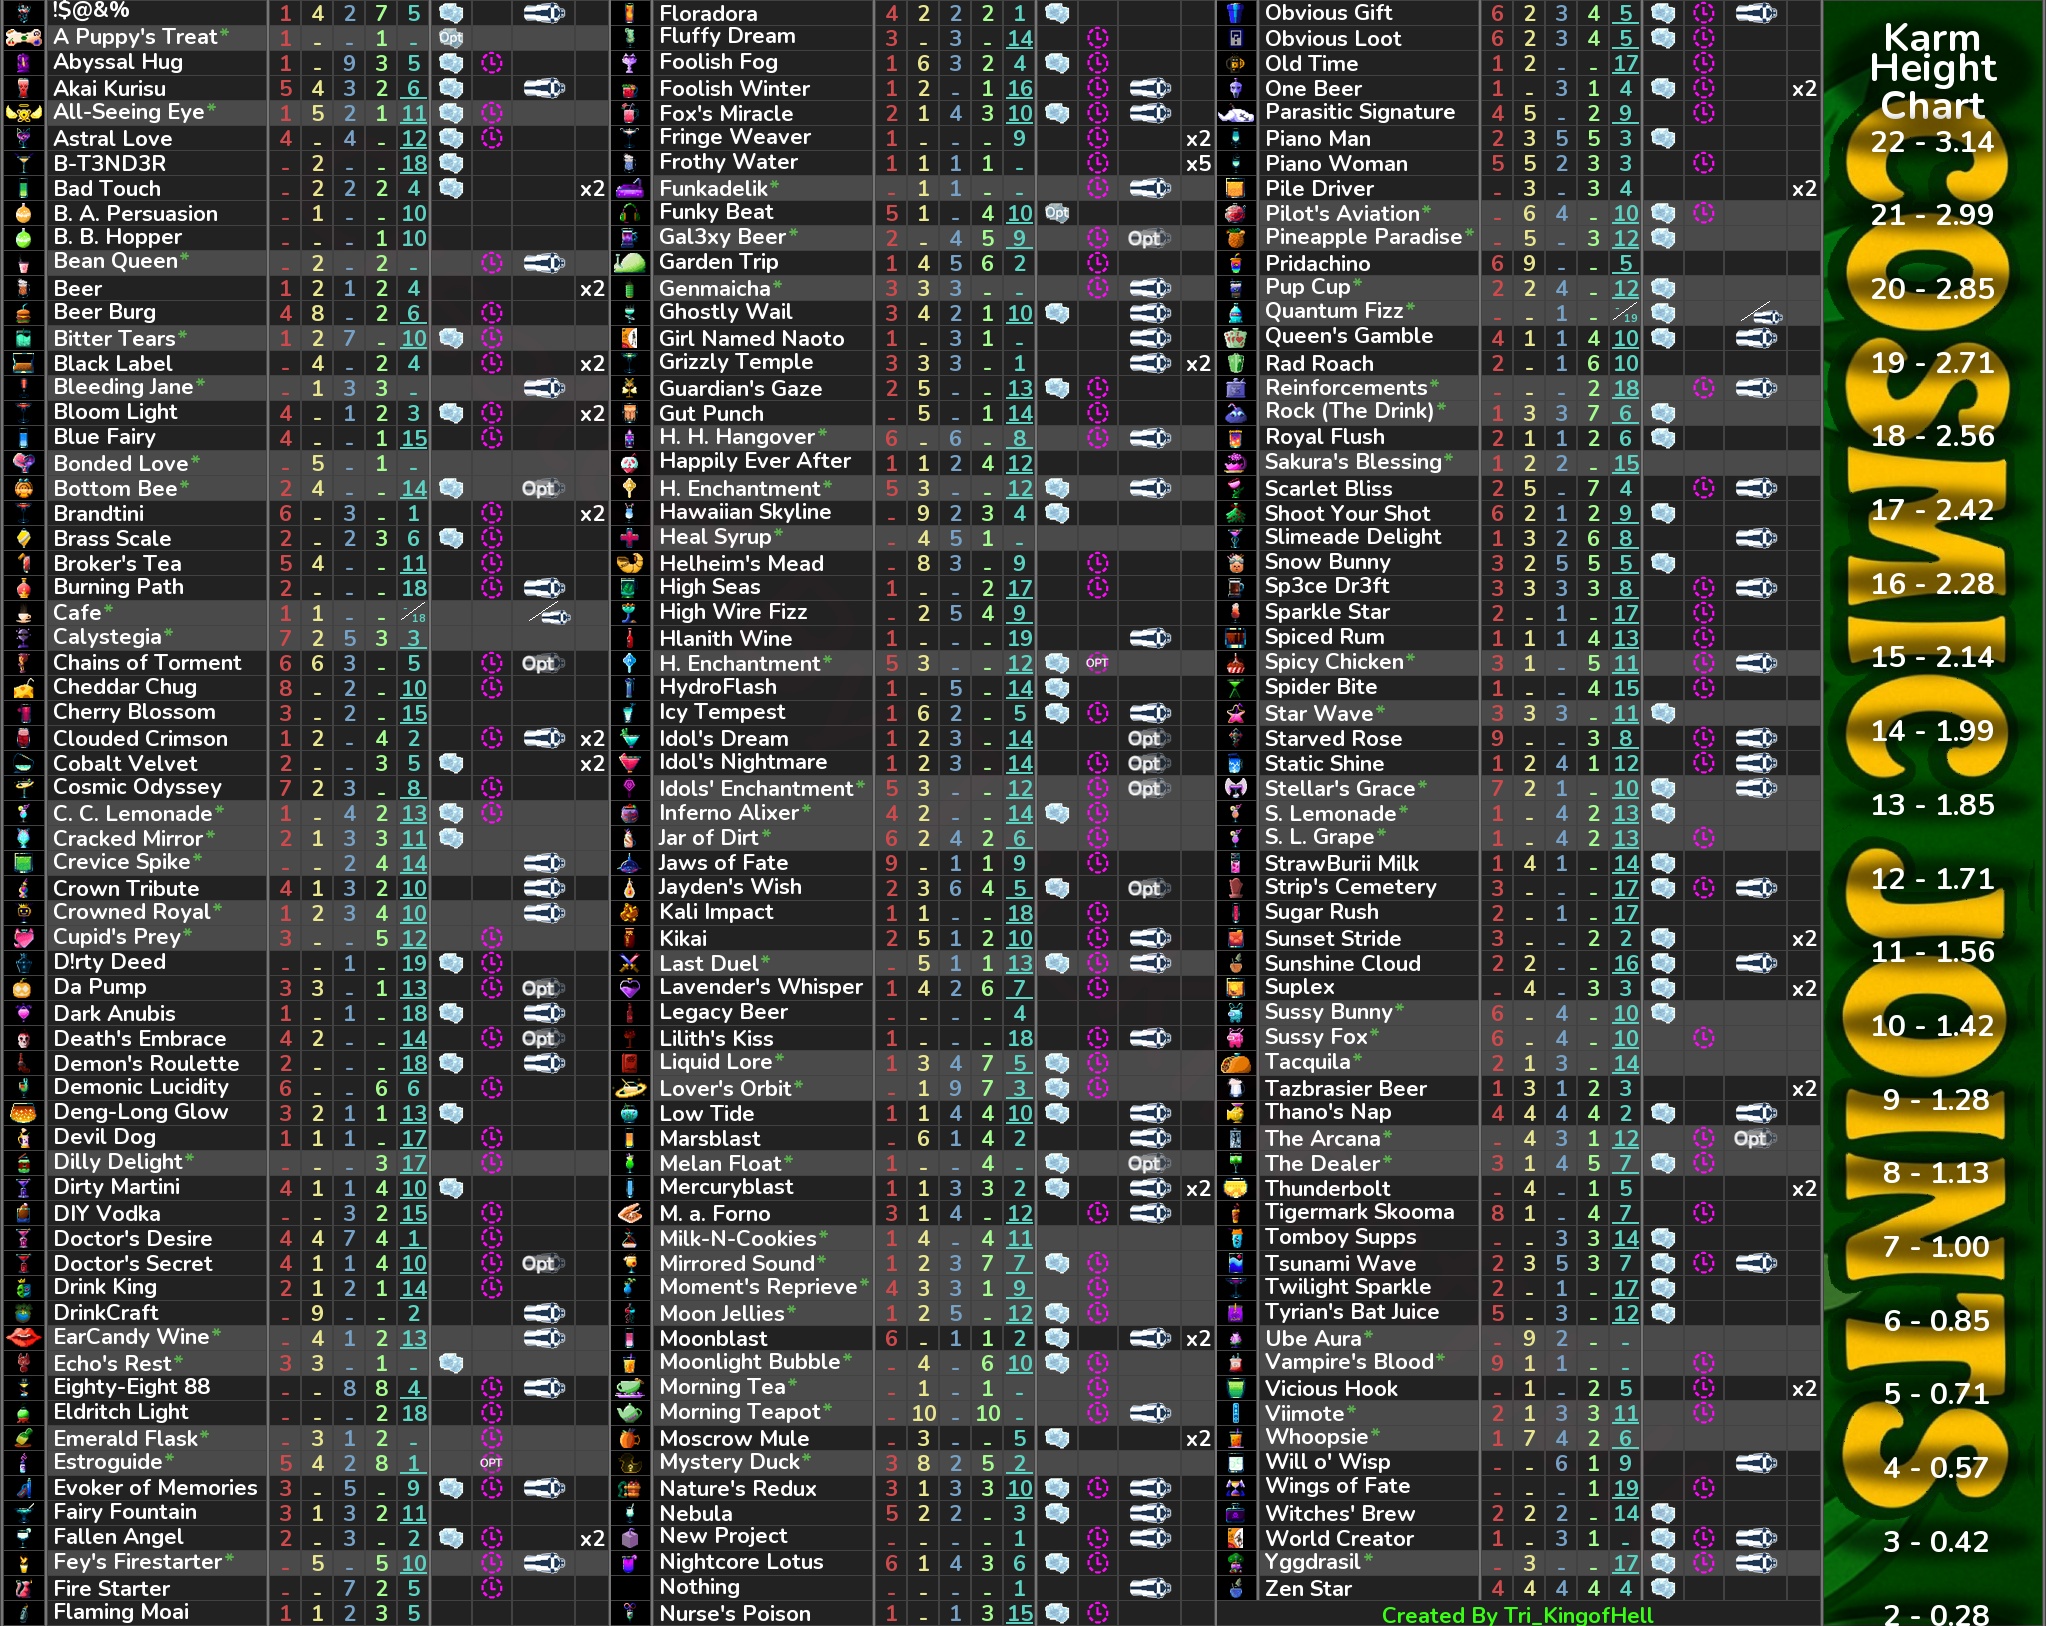 !$@&% 1 4 2 7 5
A Puppy's Treat* 1 - - 1 - Opt
Abyssal Hug 1 - 9 3 5
Akai Kurisu 5 4 3 2 6
All-Seeing Eye* 1 5 2 1 11
Astral Love 4 - 4 - 12
B-T3ND3R - 2 - - 18
Bad Touch - 2 2 2 4 x2
B. A. Persuasion - 1 - - 10
B. B. Hopper - - - 1 10
Bean Queen* - 2 - 2 -
Beer 1 2 1 2 4 x2
Beer Burg 4 8 - 2 6
Bitter Tears* 1 2 7 - 10
Black Label - 4 - 2 4 x2
Bleeding Jane* - 1 3 3 -
Bloom Light 4 - 1 2 3 x2
Blue Fairy 4 - - 1 15
Bonded Love* - 5 - 1 -
Bottom Bee* 2 4 - - 14 Opt
Brandtini 6 - 3 - 1 x2
Brass Scale 2 - 2 3 6
Broker's Tea 5 4 - - 11
Burning Path 2 - - - 18
Cafe* 1 1 - - -/18
Calystegia* 7 2 5 3 3
Chains of Torment 6 6 3 - 5 Opt
Cheddar Chug 8 - 2 - 10
Cherry Blossom 3 - 2 - 15
Clouded Crimson 1 2 - 4 2 x2
Cobalt Velvet 2 - - 3 5 x2
Cosmic Odyssey 7 2 3 - 8
C. C. Lemonade* 1 - 4 2 13
Cracked Mirror* 2 1 3 3 11
Crevice Spike* - - 2 4 14
Crown Tribute 4 1 3 2 10
Crowned Royal* 1 2 3 4 10
Cupid's Prey* 3 - - 5 12
D!rty Deed - - 1 - 19
Da Pump 3 3 - 1 13 Opt
Dark Anubis 1 - 1 - 18
Death's Embrace 4 2 - - 14 Opt
Demon's Roulette 2 - - - 18
Demonic Lucidity 6 - - 6 6
Deng-Long Glow 3 2 1 1 13
Devil Dog 1 1 1 - 17
Dilly Delight* - - - 3 17
Dirty Martini 4 1 1 4 10
DIY Vodka - - 3 2 15
Doctor's Desire 4 4 7 4 1
Doctor's Secret 4 1 1 4 10 Opt
Drink King 2 1 2 1 14
DrinkCraft - 9 - - 2
EarCandy Wine* - 4 1 2 13
Echo's Rest* 3 3 - 1 -
Eighty-Eight 88 - - 8 8 4
Eldritch Light - - - 2 18
Emerald Flask* - 3 1 2 -
Estroguide* 5 4 2 8 1 OPT
Evoker of Memories 3 - 5 - 9
Fairy Fountain 3 1 3 2 11
Fallen Angel 2 - 3 - 2 x2
Fey's Firestarter* - 5 - 5 10
Fire Starter - - 7 2 5
Flaming Moai 1 1 2 3 5
Floradora 4 2 2 2 1
Fluffy Dream 3 - 3 - 14
Foolish Fog 1 6 3 2 4
Foolish Winter 1 2 - 1 16
Fox's Miracle 2 1 4 3 10
Fringe Weaver 1 - - - 9 x2
Frothy Water 1 1 1 1 - x5
Funkadelik* - 1 1 - -
Funky Beat 5 1 - 4 10 Opt
Gal3xy Beer* 2 - 4 5 9 Opt
Garden Trip 1 4 5 6 2
Genmaicha* 3 3 3 - -
Ghostly Wail 3 4 2 1 10
Girl Named Naoto 1 - 3 1 -
Grizzly Temple 3 3 3 - 1 x2
Guardian's Gaze 2 5 - - 13
Gut Punch - 5 - 1 14
H. H. Hangover* 6 - 6 - 8
Happily Ever After 1 1 2 4 12
H. Enchantment* 5 3 - - 12
Hawaiian Skyline - 9 2 3 4
Heal Syrup* - 4 5 1 -
Helheim's Mead - 8 3 - 9
High Seas 1 - - 2 17
High Wire Fizz - 2 5 4 9
Hlanith Wine 1 - - - 19
H. Enchantment* 5 3 - - 12 OPT
HydroFlash 1 - 5 - 14
Icy Tempest 1 6 2 - 5
Idol's Dream 1 2 3 - 14 Opt
Idol's Nightmare 1 2 3 - 14 Opt
Idols' Enchantment* 5 3 - - 12 Opt
Inferno Alixer* 4 2 - - 14
Jar of Dirt* 6 2 4 2 6
Jaws of Fate 9 - 1 1 9
Jayden's Wish 2 3 6 4 5 Opt
Kali Impact 1 1 - - 18
Kikai 2 5 1 2 10
Last Duel* - 5 1 1 13
Lavender's Whisper 1 4 2 6 7
Legacy Beer - - - - 4
Lilith's Kiss 1 - - - 18
Liquid Lore* 1 3 4 7 5
Lover's Orbit* - 1 9 7 3
Low Tide 1 1 4 4 10
Marsblast - 6 1 4 2
Melan Float* 1 - - 4 - Opt
Mercuryblast 1 1 3 3 2 x2
M. a. Forno 3 1 4 - 12
Milk-N-Cookies* 1 4 - 4 11
Mirrored Sound* 1 2 3 7 7
Moment's Reprieve* 4 3 3 1 9
Moon Jellies* 1 2 5 - 12
Moonblast 6 - 1 1 2 x2
Moonlight Bubble* - 4 - 6 10
Morning Tea* - 1 - 1 -
Morning Teapot* - 10 - 10 -
Moscrow Mule - 3 - - 5 x2
Mystery Duck* 3 8 2 5 2
Nature's Redux 3 1 3 3 10
Nebula 5 2 2 - 3
New Project - - - - 1
Nightcore Lotus 6 1 4 3 6
Nothing - - - - 1
Nurse's Poison 1 - 1 3 15
Obvious Gift 6 2 3 4 5
Obvious Loot 6 2 3 4 5
Old Time 1 2 - - 17
One Beer 1 - 3 1 4 x2
Parasitic Signature 4 5 - 2 9
Piano Man 2 3 5 5 3
Piano Woman 5 5 2 3 3
Pile Driver - 3 - 3 4 x2
Pilot's Aviation* - 6 4 - 10
Pineapple Paradise* - 5 - 3 12
Pridachino 6 9 - - 5
Pup Cup* 2 2 4 - 12
Quantum Fizz* - - 1 - -/19
Queen's Gamble 4 1 1 4 10
Rad Roach 2 - 1 6 10
Reinforcements* - - - 2 18
Rock (The Drink)* 1 3 3 7 6
Royal Flush 2 1 1 2 6
Sakura's Blessing* 1 2 2 - 15
Scarlet Bliss 2 5 - 7 4
Shoot Your Shot 6 2 1 2 9
Slimeade Delight 1 3 2 6 8
Snow Bunny 3 2 5 5 5
Sp3ce Dr3ft 3 3 3 3 8
Sparkle Star 2 - 1 - 17
Spiced Rum 1 1 1 4 13
Spicy Chicken* 3 1 - 5 11
Spider Bite 1 - - 4 15
Star Wave* 3 3 3 - 11
Starved Rose 9 - - 3 8
Static Shine 1 2 4 1 12
Stellar's Grace* 7 2 1 - 10
S. Lemonade* 1 - 4 2 13
S. L. Grape* 1 - 4 2 13
StrawBurii Milk 1 4 1 - 14
Strip's Cemetery 3 - - - 17
Sugar Rush 2 - 1 - 17
Sunset Stride 3 - - 2 2 x2
Sunshine Cloud 2 2 - - 16
Suplex - 4 - 3 3 x2
Sussy Bunny* 6 - 4 - 10
Sussy Fox* 6 - 4 - 10
Tacquila* 2 1 3 - 14
Tazbrasier Beer 1 3 1 2 3 x2
Thano's Nap 4 4 4 4 2
The Arcana* - 4 3 1 12 Opt
The Dealer* 3 1 4 5 7
Thunderbolt - 4 - 1 5 x2
Tigermark Skooma 8 1 - 4 7
Tomboy Supps - - 3 3 14
Tsunami Wave 2 3 5 3 7
Twilight Sparkle 2 - 1 - 17
Tyrian's Bat Juice 5 - 3 - 12
Ube Aura* - 9 2 - -
Vampire's Blood* 9 1 1 - -
Vicious Hook - 1 - 2 5 x2
Viimote* 2 1 3 3 11
Whoopsie* 1 7 4 2 6
Will o' Wisp - - 6 1 9
Wings of Fate - - - 1 19
Witches' Brew 2 2 2 - 14
World Creator 1 - 3 1 -
Yggdrasil* - 3 - - 17
Zen Star 4 4 4 4 4
Created By Tri_KingofHell
Karm
Height
Chart
22 - 3.14
21 - 2.99
20 - 2.85
19 - 2.71
18 - 2.56
17 - 2.42
16 - 2.28
15 - 2.14
14 - 1.99
13 - 1.85
12 - 1.71
11 - 1.56
10 - 1.42
9 - 1.28
8 - 1.13
7 - 1.00
6 - 0.85
5 - 0.71
4 - 0.57
3 - 0.42
2 - 0.28
COSMIC JOINTS